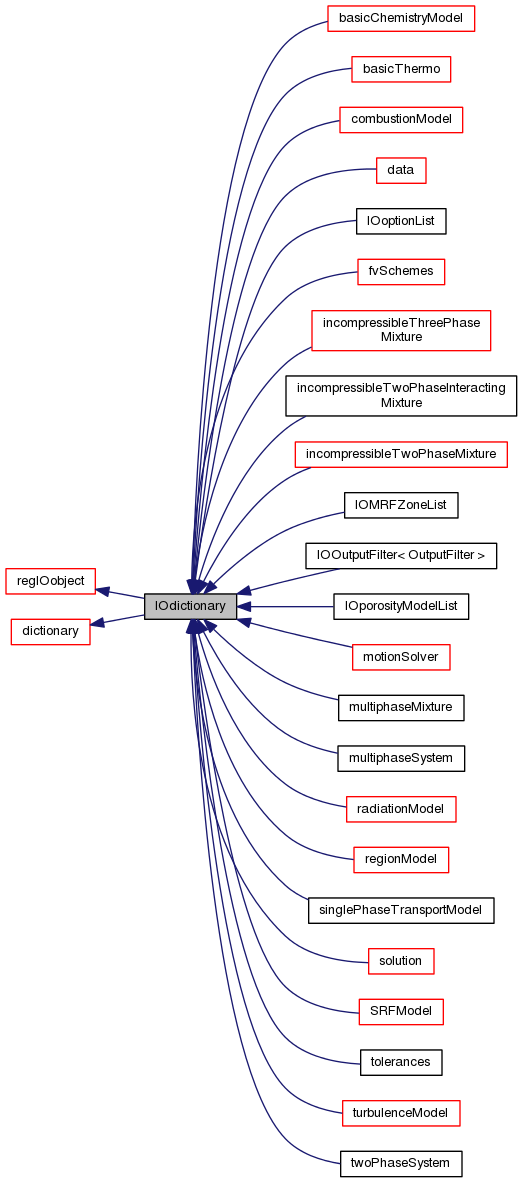 basicChemistryModel
basicThermo
combustionModel
data
IOoptionList
fvSchemes
incompressibleThreePhase
Mixture
incompressibleTwoPhaseInteracting
Mixture
incompressibleTwoPhaseMixture
IOMRFZoneList
IOOutputFilter< OutputFilter >
regIOobject
IOdictionary
IOporosityModelList
dictionary
motionSolver
multiphaseMixture
multiphaseSystem
radiationModel
regionModel
singlePhaseTransportModel
solution
SRFModel
tolerances
turbulenceModel
twoPhaseSystem